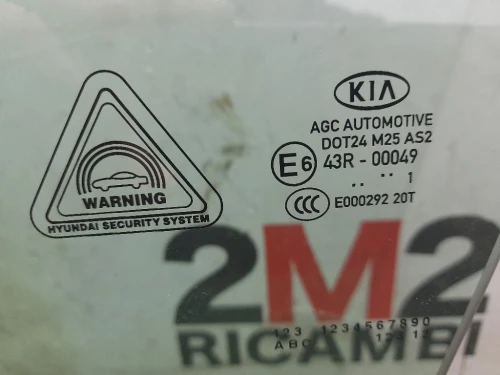 WARNING
HYUNDAI SECURITY SYSTEM
KIA
AGC AUTOMOTIVE
DOT24 M25 AS2
E6 43R - 00049
.. .. 1
CCC E000292 20T
2M2
RICAMBI
123 1234567890
ABC